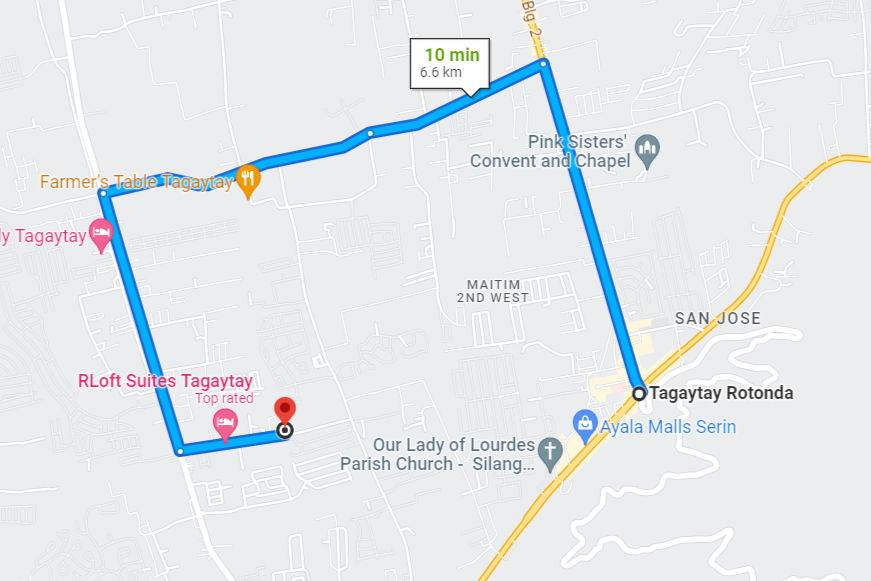 Blg. 2
10 min
6.6 km
Pink Sisters'
Convent and Chapel
Farmer's Table Tagaytay
ly Tagaytay
MAITIM
2ND WEST
SAN JOSE
RLoft Suites Tagaytay
Top rated
Tagaytay Rotonda
Ayala Malls Serin
Our Lady of Lourdes
Parish Church - Silang...